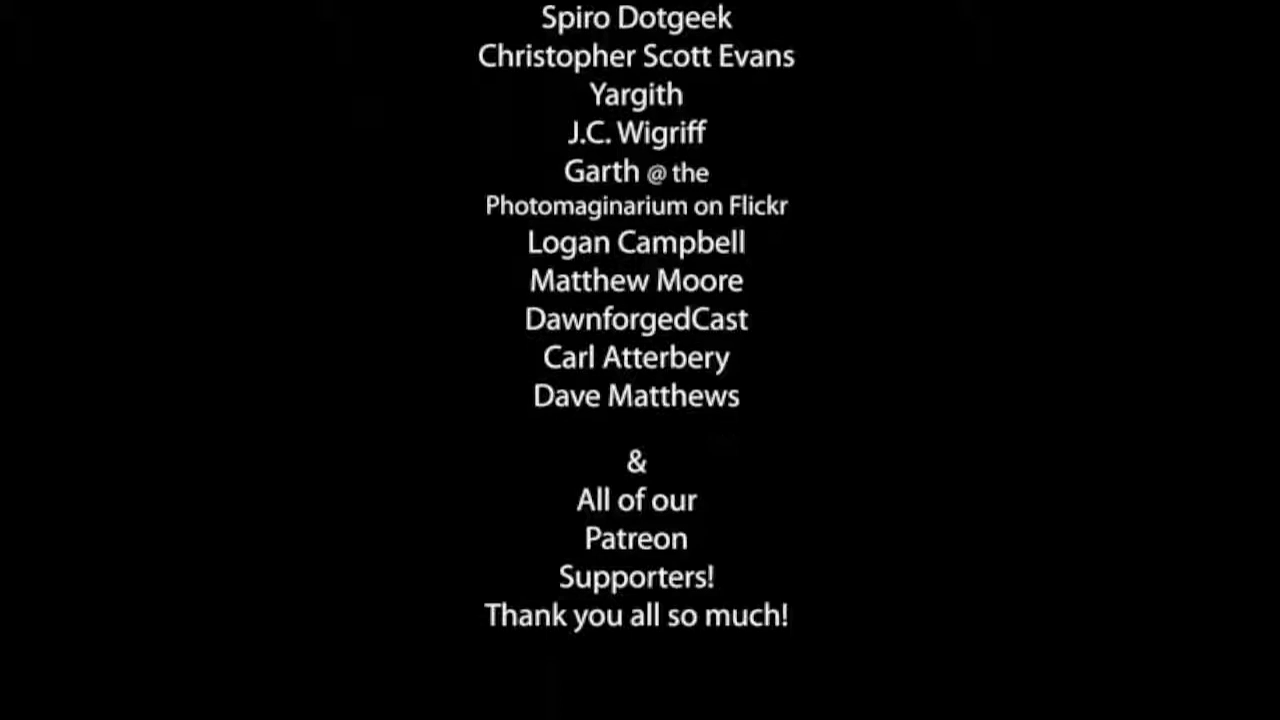 Spiro Dotgeek
Christopher Scott Evans
Yargith
J.C. Wigriff
Garth @ the
Photomaginarium on Flickr
Logan Campbell
Matthew Moore
DawnforgedCast
Carl Atterbery
Dave Matthews
&
All of our
Patreon
Supporters!
Thank you all so much!